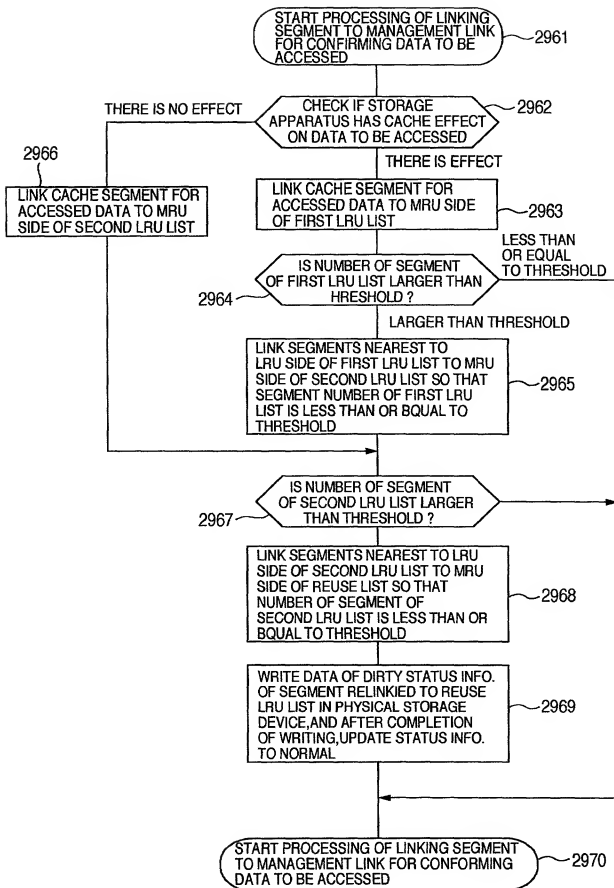 START PROCESSING OF LINKING
SEGMENT TO MANAGEMENT LINK
FOR CONFIRMING DATA TO BE
ACCESSED
2961
THERE IS NO EFFECT
CHECK IF STORAGE
APPARATUS HAS CACHE EFFECT
ON DATA TO BE ACCESSED
2962
THERE IS EFFECT
2966
LINK CACHE SEGMENT FOR
ACCESSED DATA TO MRU
SIDE OF SECOND LRU LIST
LINK CACHE SEGMENT FOR
ACCESSED DATA TO MRU SIDE
OF FIRST LRU LIST
2963
LESS THAN
OR EQUAL
TO THRESHOLD
IS NUMBER OF SEGMENT
OF FIRST LRU LIST LARGER THAN
HRESHOLD ?
2964
LARGER THAN THRESHOLD
LINK SEGMENTS NEAREST TO
LRU SIDE OF FIRST LRU LIST TO MRU
SIDE OF SECOND LRU LIST SO THAT
SEGMENT NUMBER OF FIRST LRU
LIST IS LESS THAN OR BQUAL TO
THRESHOLD
2965
IS NUMBER OF SEGMENT
OF SECOND LRU LIST LARGER
THAN THRESHOLD ?
2967
LINK SEGMENTS NEAREST TO LRU
SIDE OF SECOND LRU LIST TO MRU
SIDE OF REUSE LIST SO THAT
NUMBER OF SEGMENT OF
SECOND LRU LIST IS LESS THAN OR
BQUAL TO THRESHOLD
2968
WRITE DATA OF DIRTY STATUS INFO.
OF SEGMENT RELINKIED TO REUSE
LRU LIST IN PHYSICAL STORAGE
DEVICE,AND AFTER COMPLETION
OF WRITING,UPDATE STATUS INFO.
TO NORMAL
2969
START PROCESSING OF LINKING SEGMENT
TO MANAGEMENT LINK FOR CONFORMING
DATA TO BE ACCESSED
2970